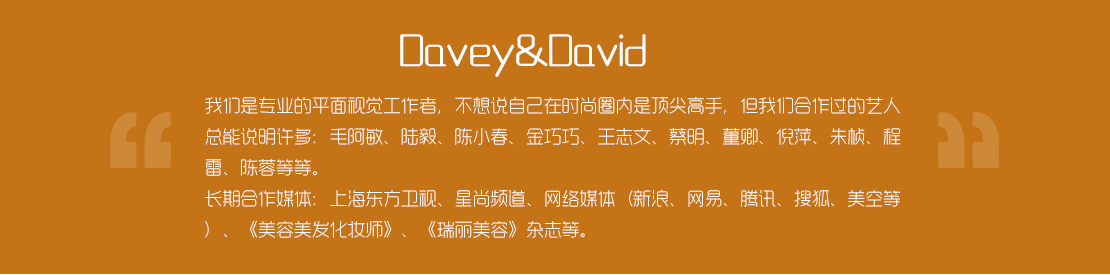 Davey&David
我们是专业的平面视觉工作者，不想说自己在时尚圈内是顶尖高手，但我们合作过的艺人
总能说明许多：毛阿敏、陆毅、陈小春、金巧巧、王志文、蔡明、董卿、倪萍、朱桢、程
雷、陈蓉等等。
长期合作媒体：上海东方卫视、星尚频道、网络媒体（新浪、网易、腾讯、搜狐、美空等
）、《美容美发化妆师》、《瑞丽美容》杂志等。